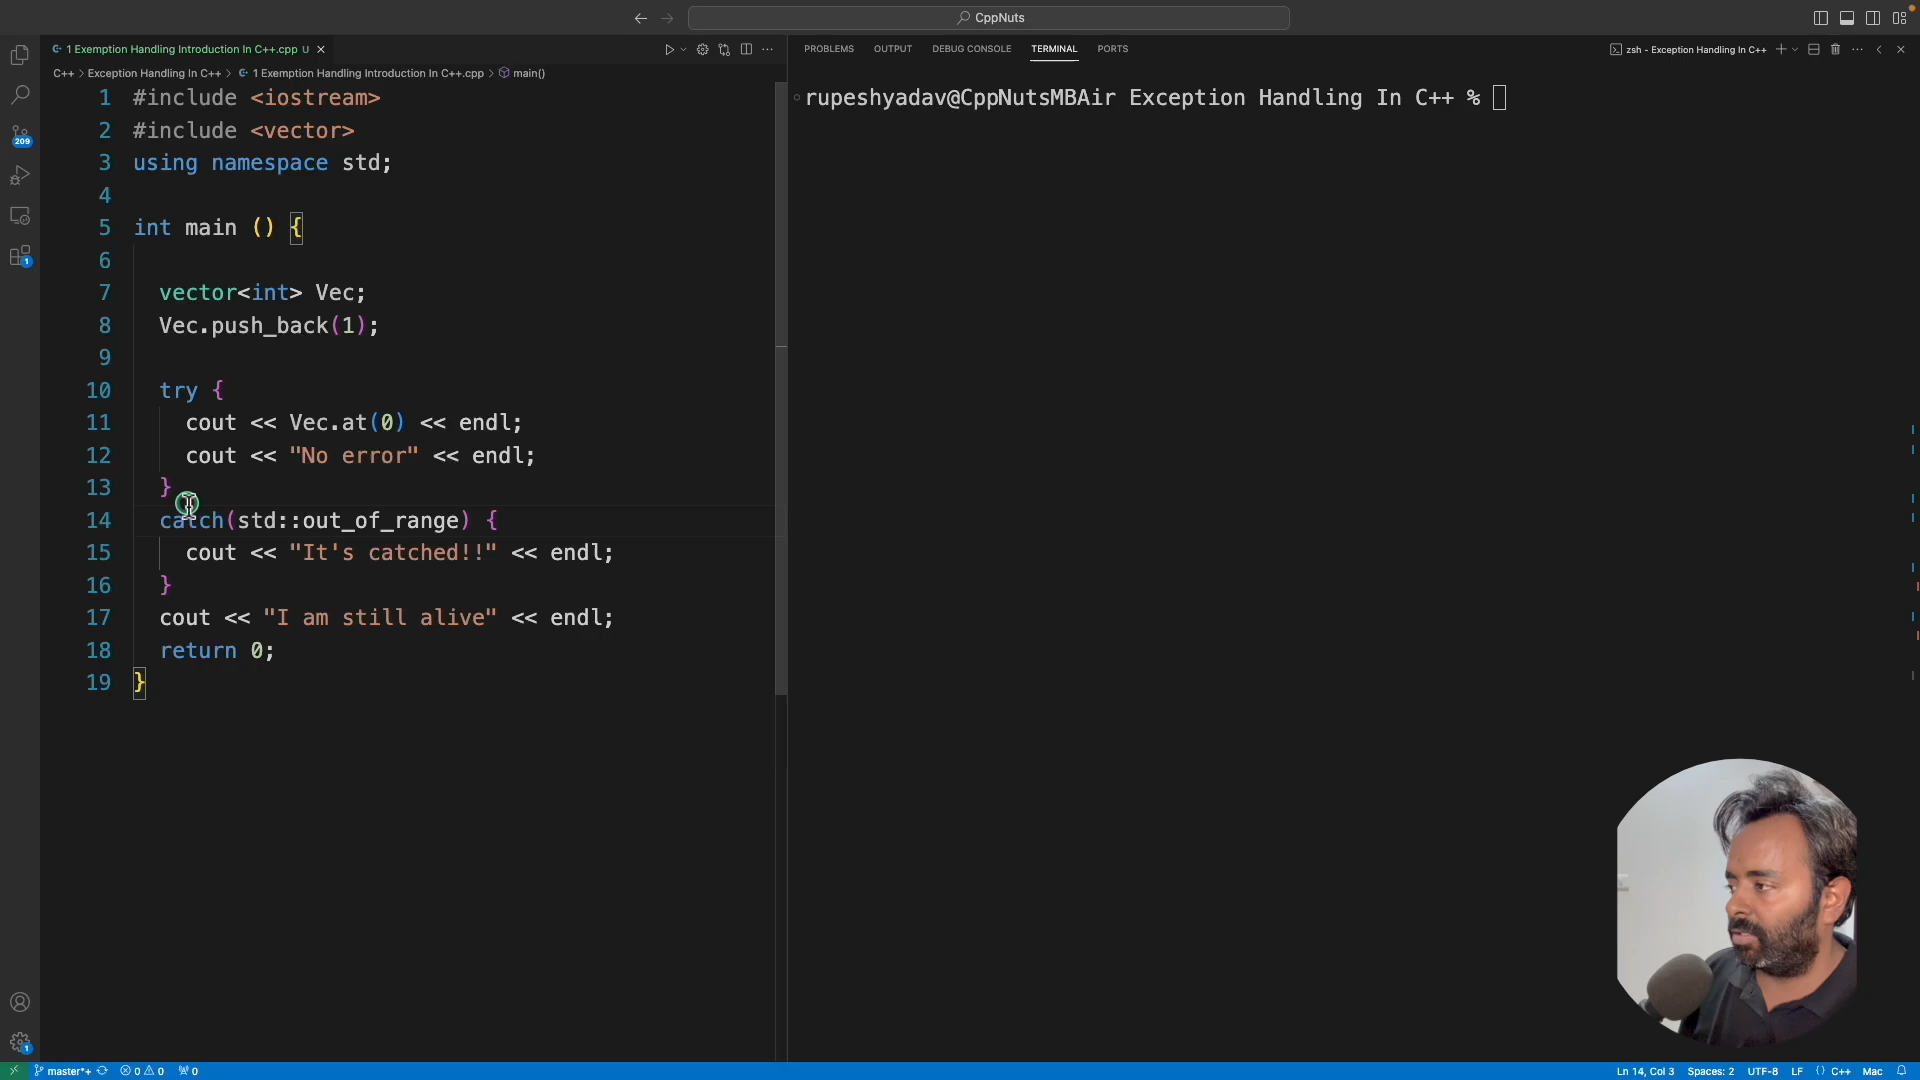 CppNuts
1 Exemption Handling Introduction In C++.cpp U
PROBLEMS OUTPUT DEBUG CONSOLE TERMINAL PORTS
zsh - Exception Handling In C++
C++ > Exception Handling In C++ > 1 Exemption Handling Introduction In C++.cpp > main()
1 #include <iostream>
2 #include <vector>
3 using namespace std;
4
5 int main () {
6
7 vector<int> Vec;
8 Vec.push_back(1);
9
10 try {
11 cout << Vec.at(0) << endl;
12 cout << "No error" << endl;
13 }
14 catch(std::out_of_range) {
15 cout << "It's catched!!" << endl;
16 }
17 cout << "I am still alive" << endl;
18 return 0;
19 }
rupeshyadav@CppNutsMBAir Exception Handling In C++ %
209
1
1
master*+ 0 0 0
Ln 14, Col 3 Spaces: 2 UTF-8 LF {} C++ Mac